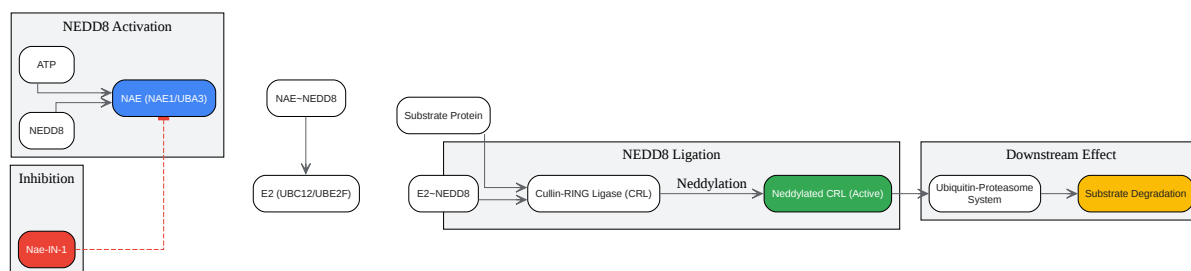 NEDD8 Activation
ATP
NAE (NAE1/UBA3)
NEDD8
Inhibition
Nae-IN-1
NAE~NEDD8
E2 (UBC12/UBE2F)
Substrate Protein
NEDD8 Ligation
E2~NEDD8
Cullin-RING Ligase (CRL)
Neddylation
Neddylated CRL (Active)
Downstream Effect
Ubiquitin-Proteasome
System
Substrate Degradation